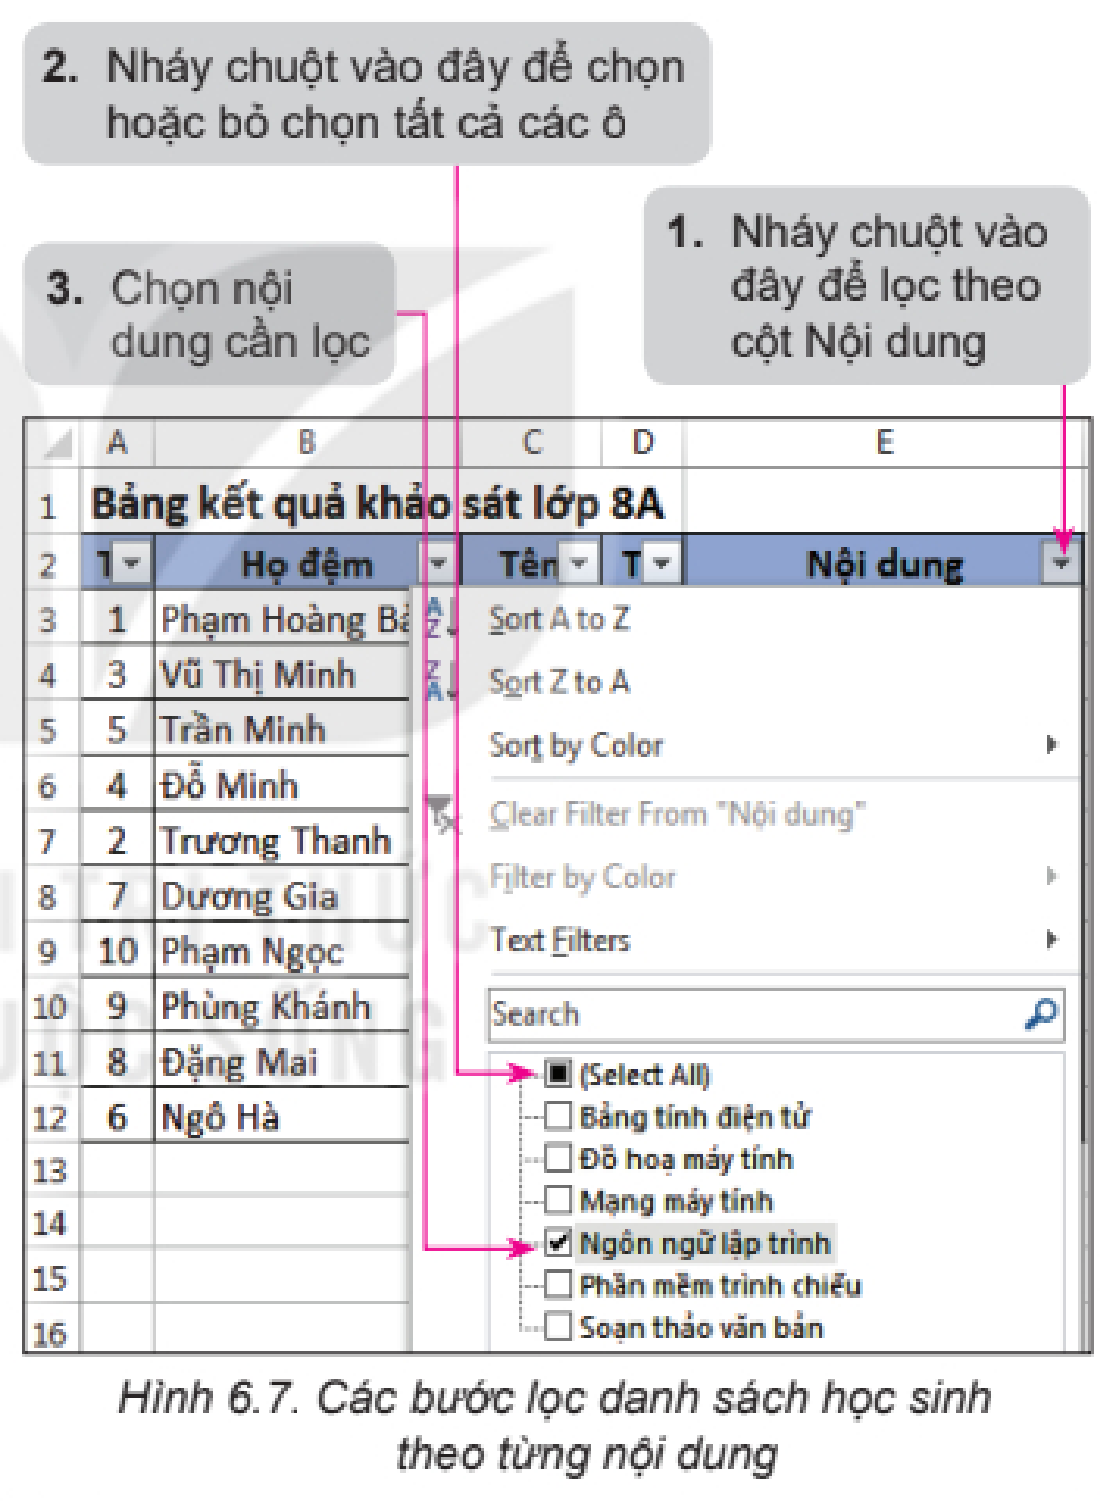 2. Nháy chuột vào đây để chọn
hoặc bỏ chọn tất cả các ô
1. Nháy chuột vào
đây để lọc theo
cột Nội dung
3. Chọn nội
dung cần lọc
A B C D E
1 Bảng kết quả khảo sát lớp 8A
2 T Họ đệm Tên T Nội dung
3 1 Phạm Hoàng
4 3 Vũ Thị Minh
5 5 Trần Minh
6 4 Đỗ Minh
7 2 Trương Thanh
8 7 Dương Gia
9 10 Phạm Ngọc
10 9 Phùng Khánh
11 8 Đặng Mai
12 6 Ngô Hà
13
14
15
16
Sort A to Z
Sort Z to A
Sort by Color
Clear Filter From "Nội dung"
Filter by Color
Text Filters
Search
(Select All)
Bảng tính điện tử
Đồ hoạ máy tính
Mạng máy tính
Ngôn ngữ lập trình
Phần mềm trình chiếu
Soạn thảo văn bản
Hình 6.7. Các bước lọc danh sách học sinh
theo từng nội dung